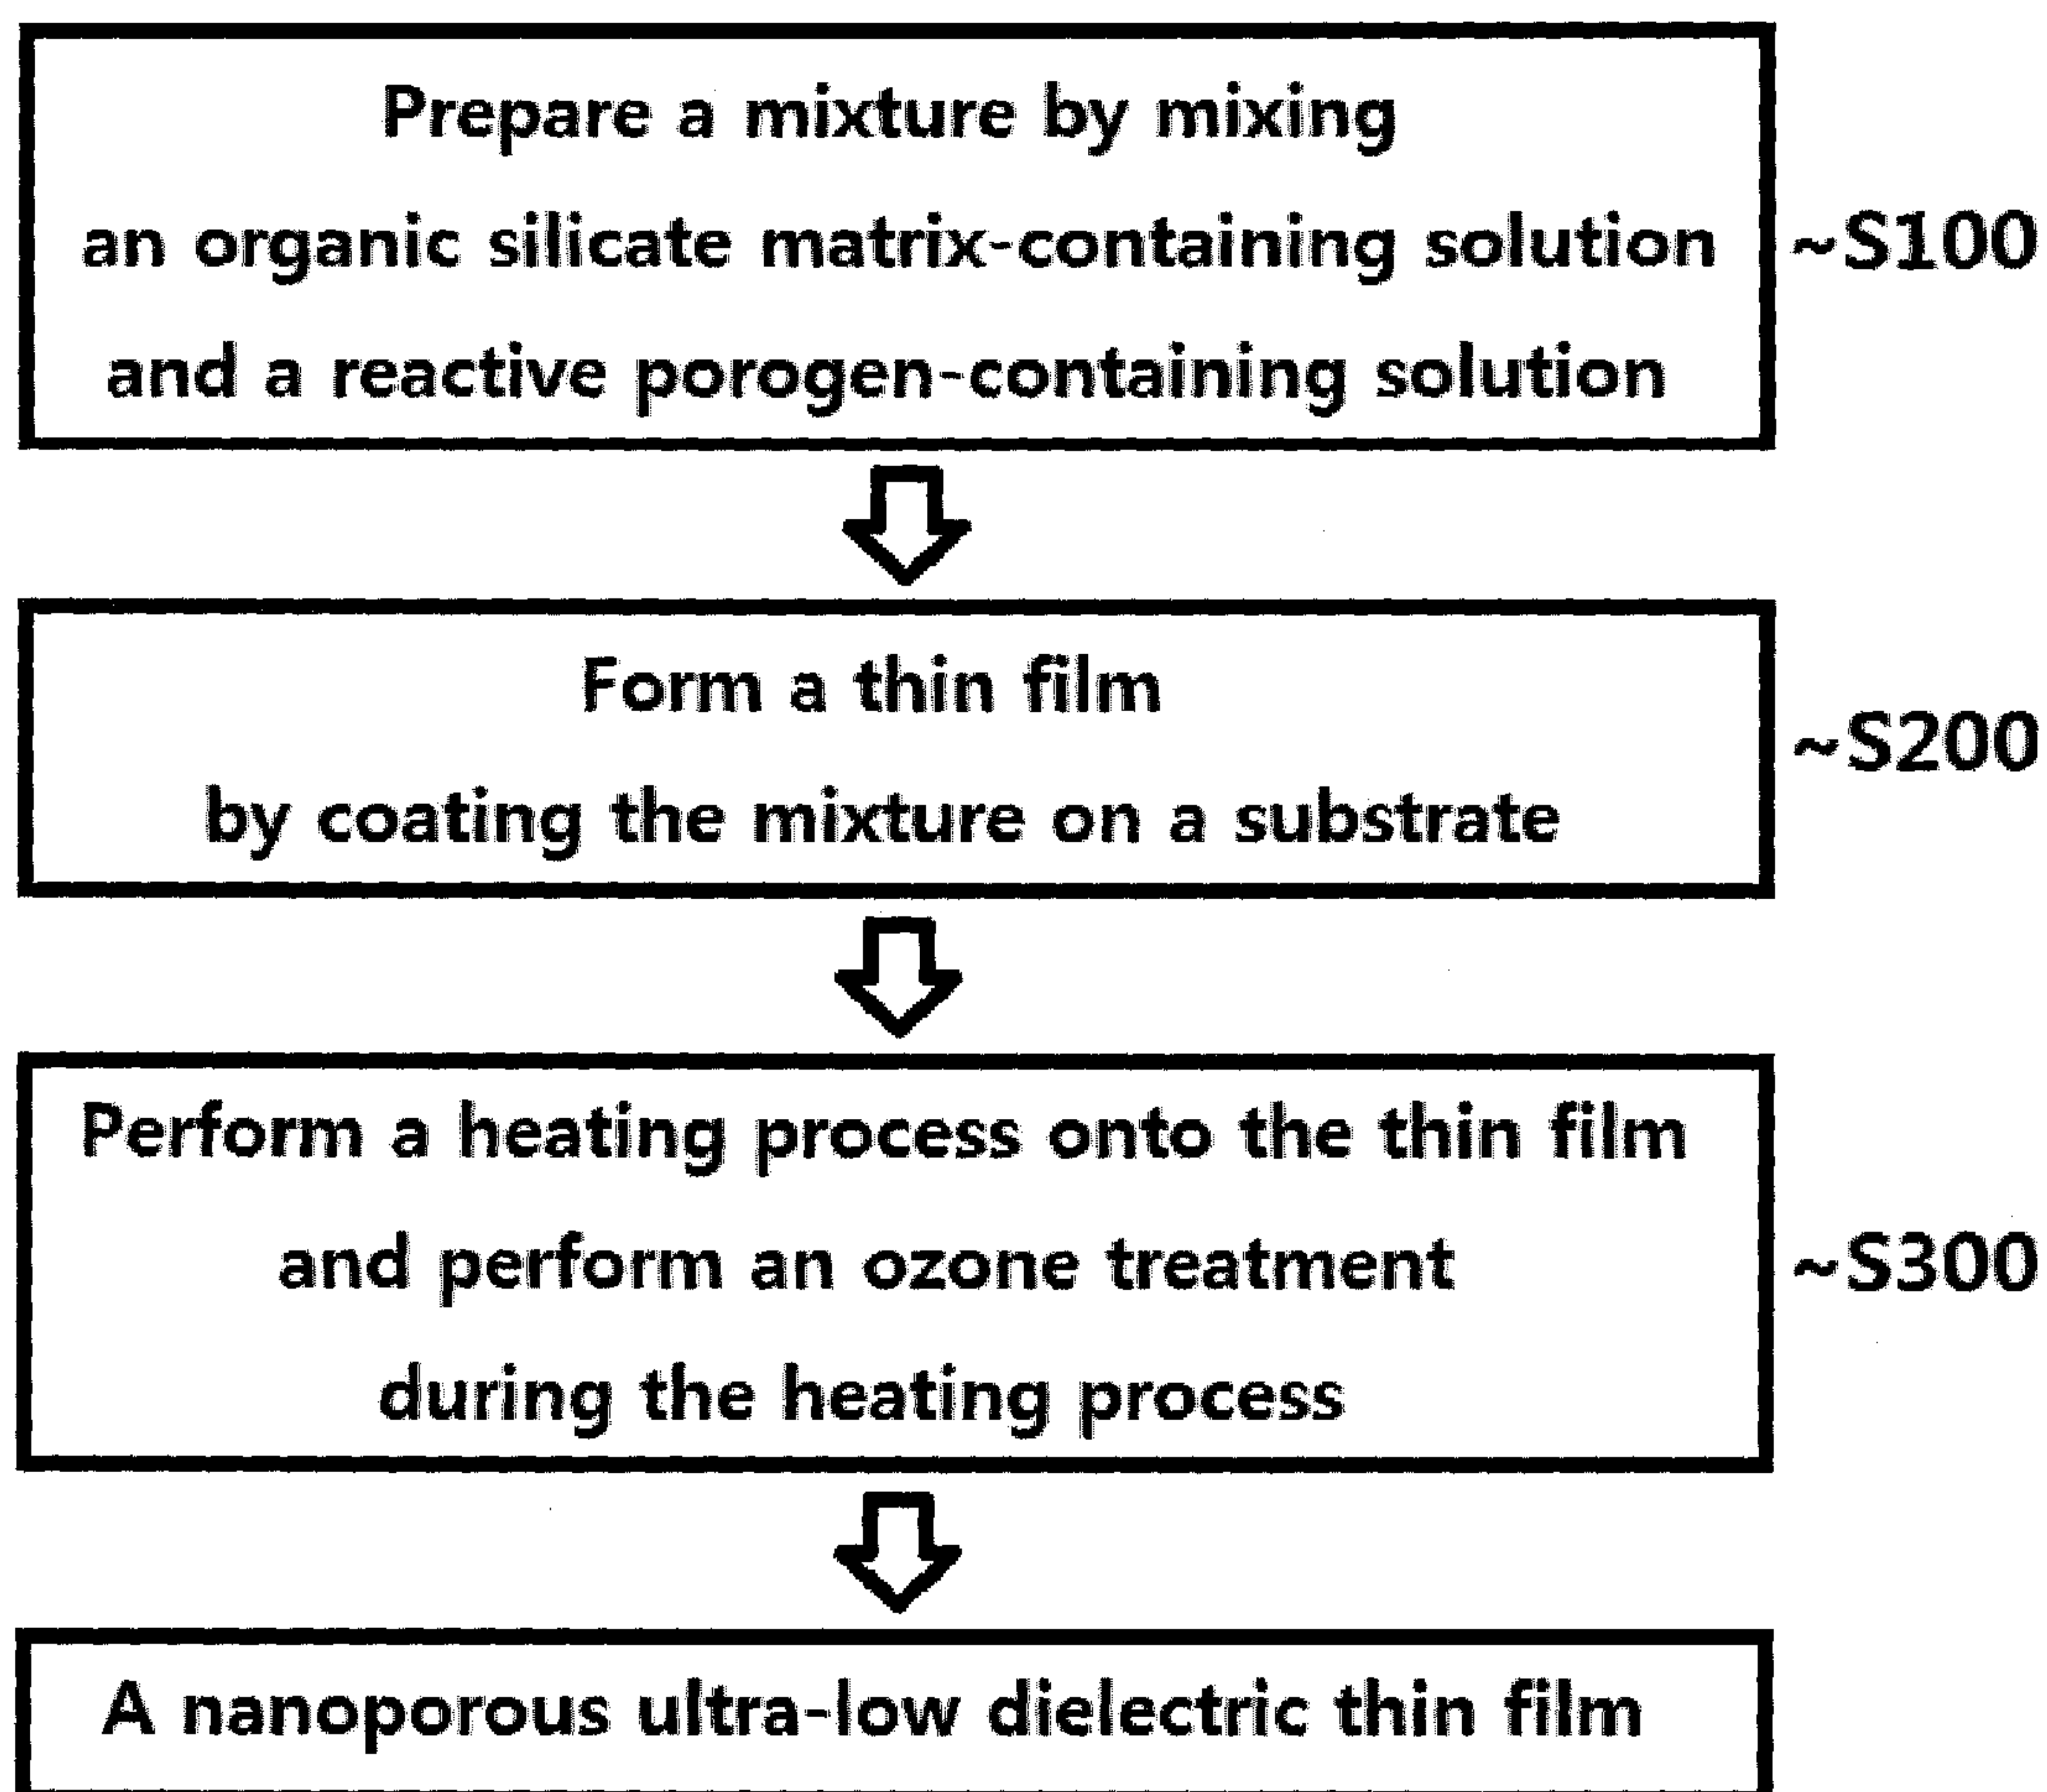 Prepare a mixture by mixing
an organic silicate matrix-containing solution
and a reactive porogen-containing solution
~S100
Form a thin film
by coating the mixture on a substrate
~S200
Perform a heating process onto the thin film
and perform an ozone treatment
during the heating process
~S300
A nanoporous ultra-low dielectric thin film